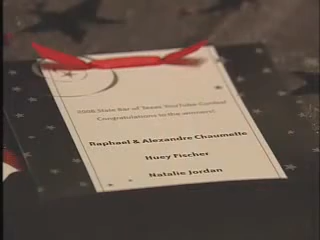 2008 State Bar of Texas YouTube Contest
Congratulations to the winners!
Raphael & Alexandre Chaumette
Huey Fischer
Natalie Jordan